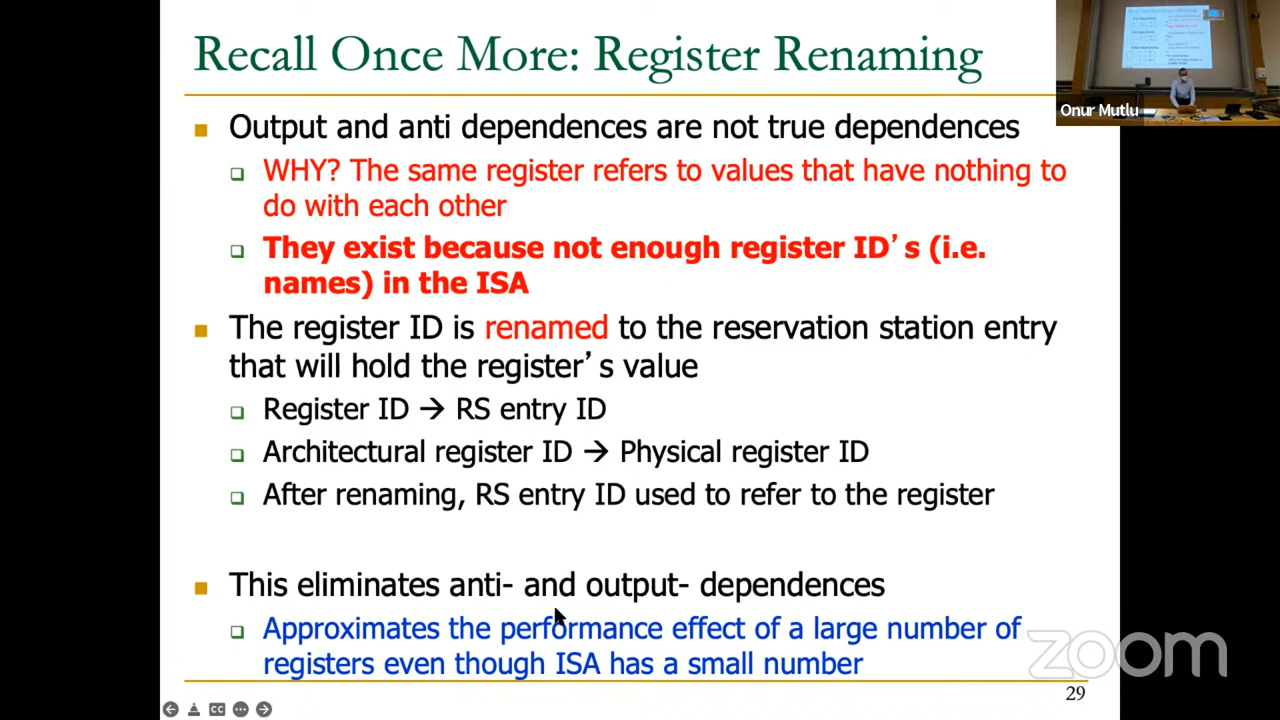 Recall Once More: Register Renaming
Onur Mutlu
Output and anti dependences are not true dependences
WHY? The same register refers to values that have nothing to
do with each other
They exist because not enough register ID’s (i.e.
names) in the ISA
The register ID is renamed to the reservation station entry
that will hold the register’s value
Register ID → RS entry ID
Architectural register ID → Physical register ID
After renaming, RS entry ID used to refer to the register
This eliminates anti- and output- dependences
Approximates the performance effect of a large number of
registers even though ISA has a small number
zoom
29
CC